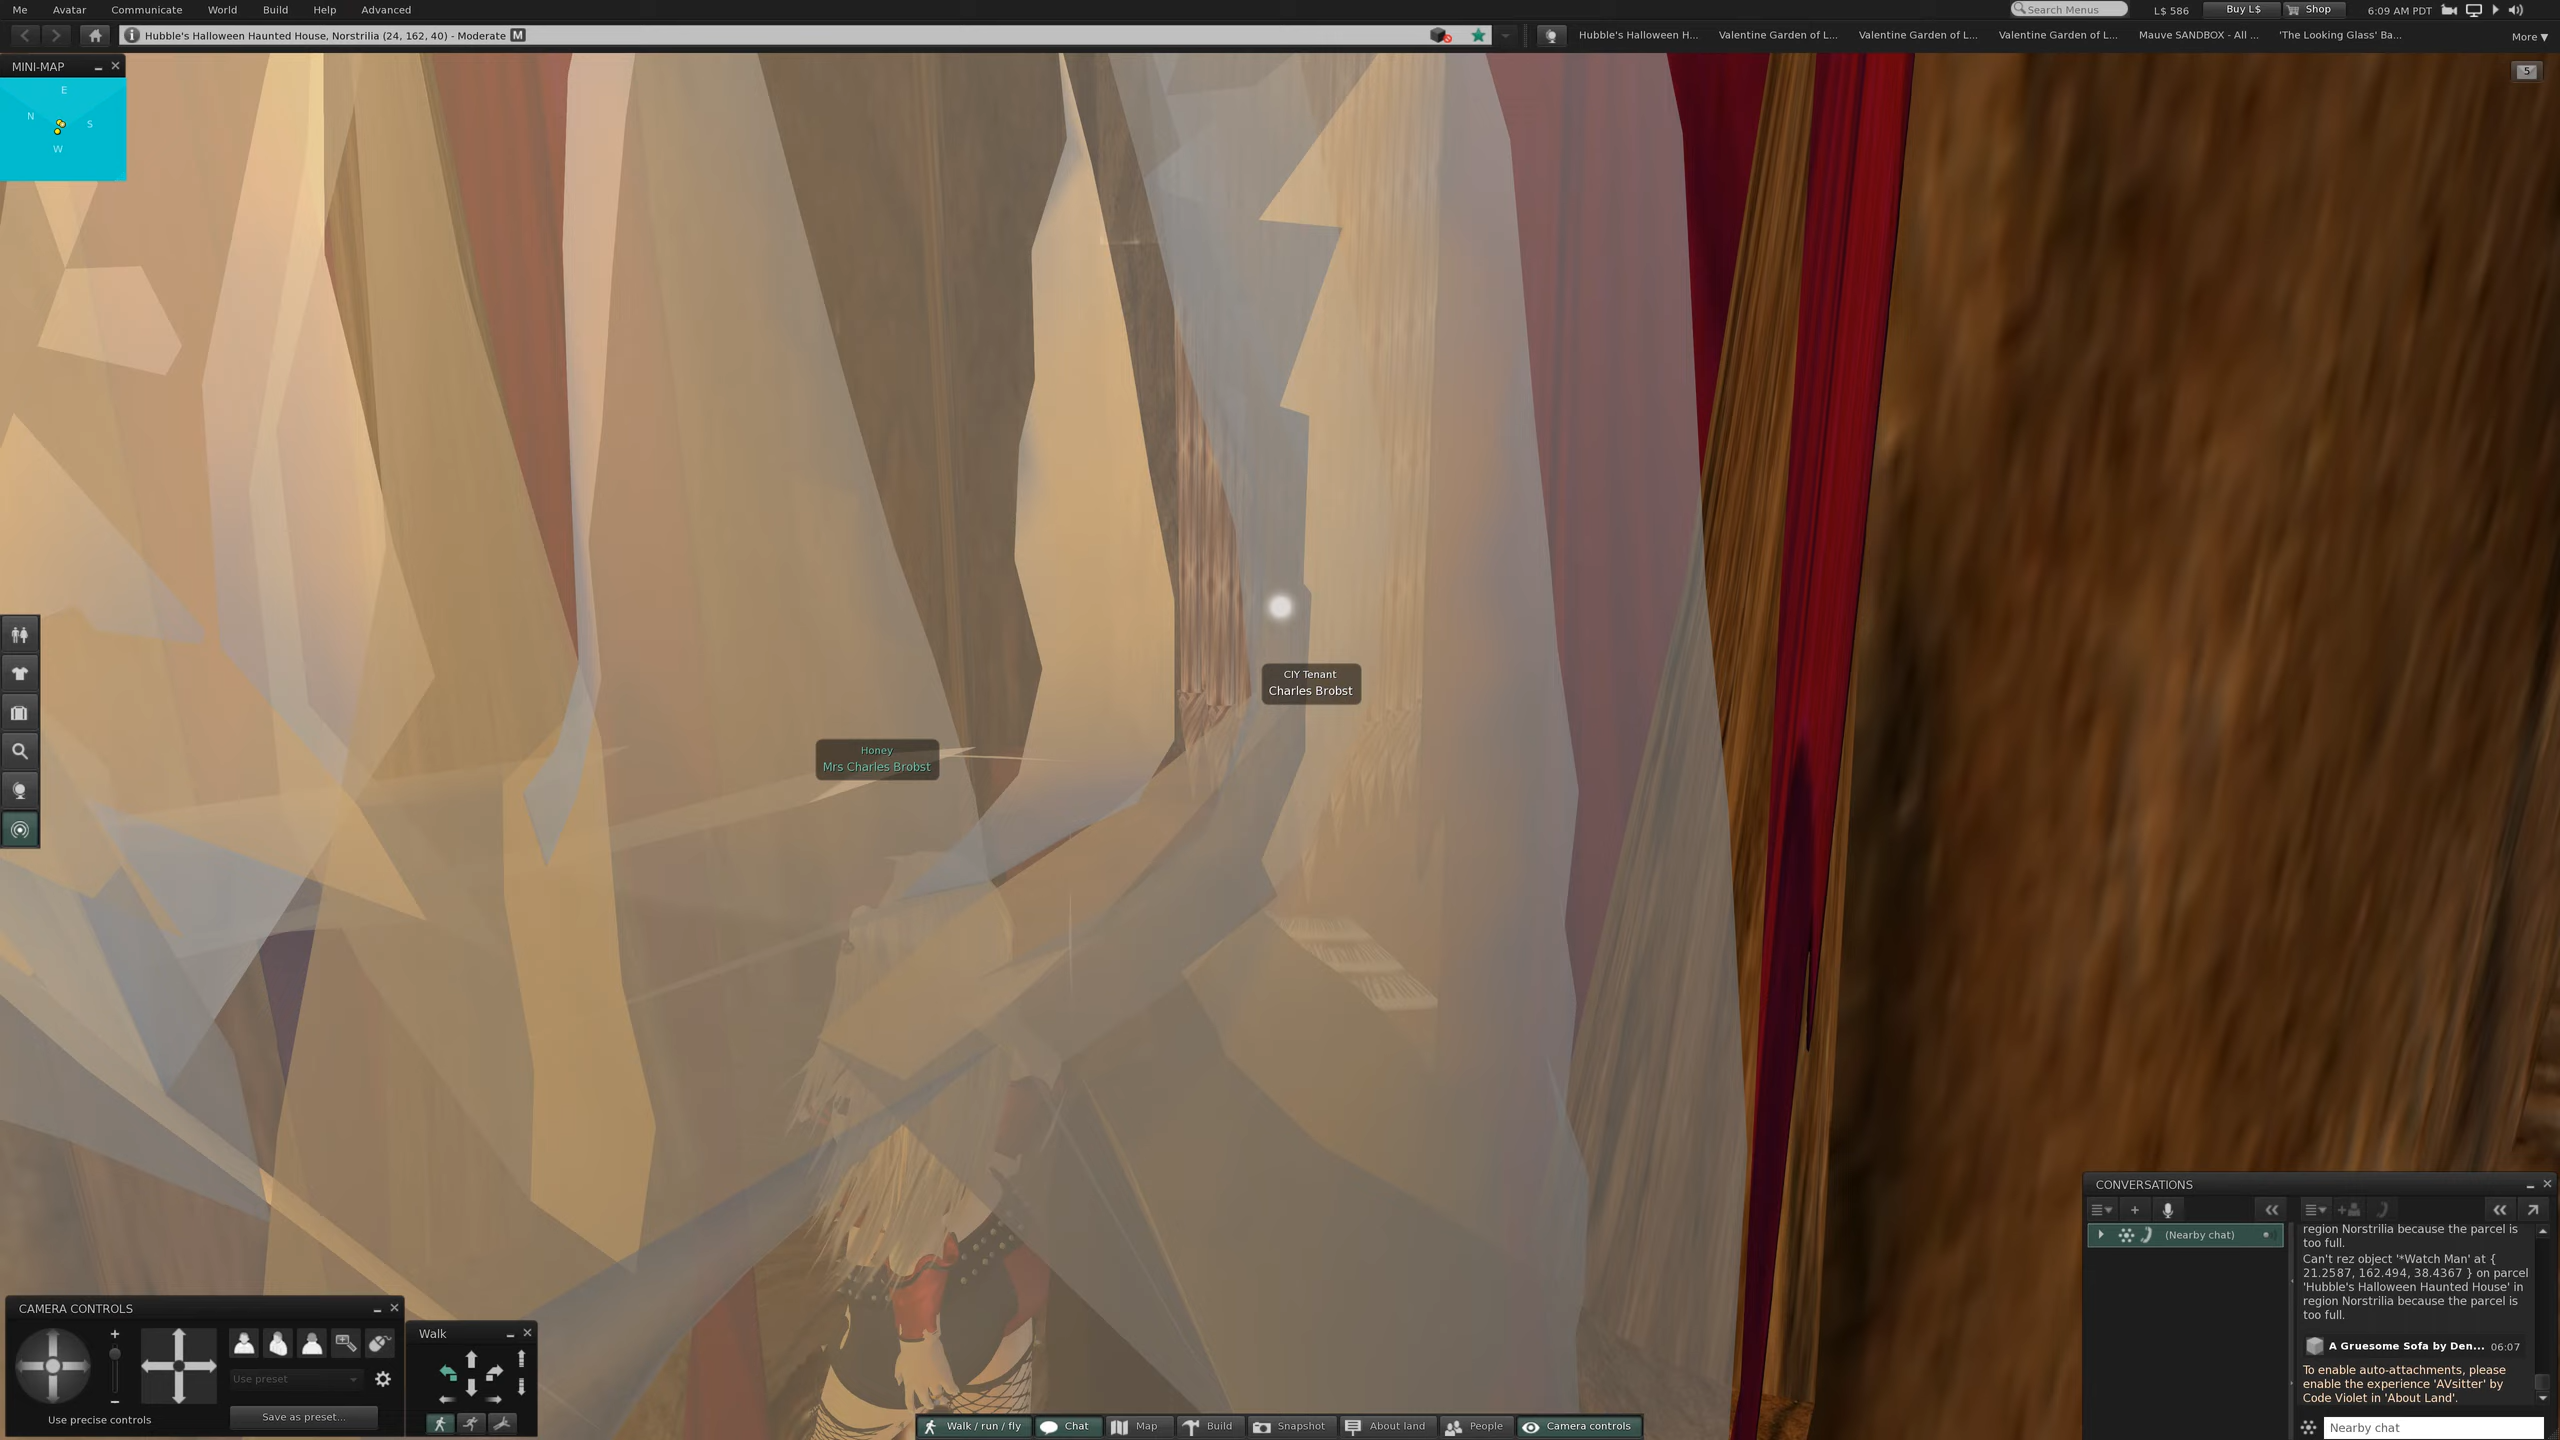 Me Avatar Communicate World Build Help Advanced
Search Menus
L$ 586
Buy L$
Shop
6:09 AM PDT
Hubble's Halloween Haunted House, Norstrilia (24, 162, 40) - Moderate M
Hubble's Halloween H...
Valentine Garden of L...
Valentine Garden of L...
Valentine Garden of L...
Mauve SANDBOX - All ...
'The Looking Glass' Ba...
More
MINI-MAP
5
E
N
S
W
CIY Tenant
Charles Brobst
Honey
Mrs Charles Brobst
CONVERSATIONS
(Nearby chat)
region Norstrilia because the parcel is
too full.
Can't rez object '*Watch Man' at {
21.2587, 162.494, 38.4367 } on parcel
'Hubble's Halloween Haunted House' in
region Norstrilia because the parcel is
too full.
A Gruesome Sofa by Den... 06:07
To enable auto-attachments, please
enable the experience 'AVsitter' by
Code Violet in 'About Land'.
Nearby chat
CAMERA CONTROLS
Use preset
Save as preset...
Use precise controls
Walk
Walk / run / fly
Chat
Map
Build
Snapshot
About land
People
Camera controls